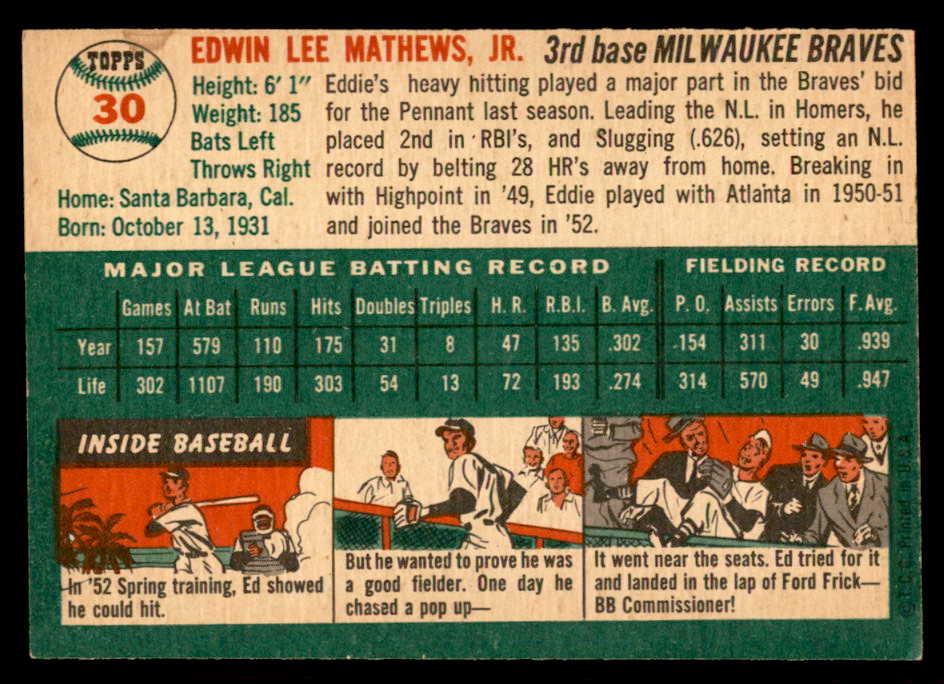 TOPPS
30
EDWIN LEE MATHEWS, JR. 3rd base MILWAUKEE BRAVES
Height: 6' 1"
Weight: 185
Bats Left
Throws Right
Home: Santa Barbara, Cal.
Born: October 13, 1931
Eddie's heavy hitting played a major part in the Braves' bid
for the Pennant last season. Leading the N.L. in Homers, he
placed 2nd in RBI's, and Slugging (.626), setting an N.L.
record by belting 28 HR's away from home. Breaking in
with Highpoint in '49, Eddie played with Atlanta in 1950-51
and joined the Braves in '52.
MAJOR LEAGUE BATTING RECORD FIELDING RECORD
Games At Bat Runs Hits Doubles Triples H. R. R.B.I. B. Avg. P. O. Assists Errors F. Avg.
Year 157 579 110 175 31 8 47 135 .302 154 311 30 .939
Life 302 1107 190 303 54 13 72 193 .274 314 570 49 .947
INSIDE BASEBALL
In '52 Spring training, Ed showed
he could hit.
But he wanted to prove he was
a good fielder. One day he
chased a pop up—
It went near the seats. Ed tried for it
and landed in the lap of Ford Frick—
BB Commissioner!
© T.C.G. Printed in U.S.A.